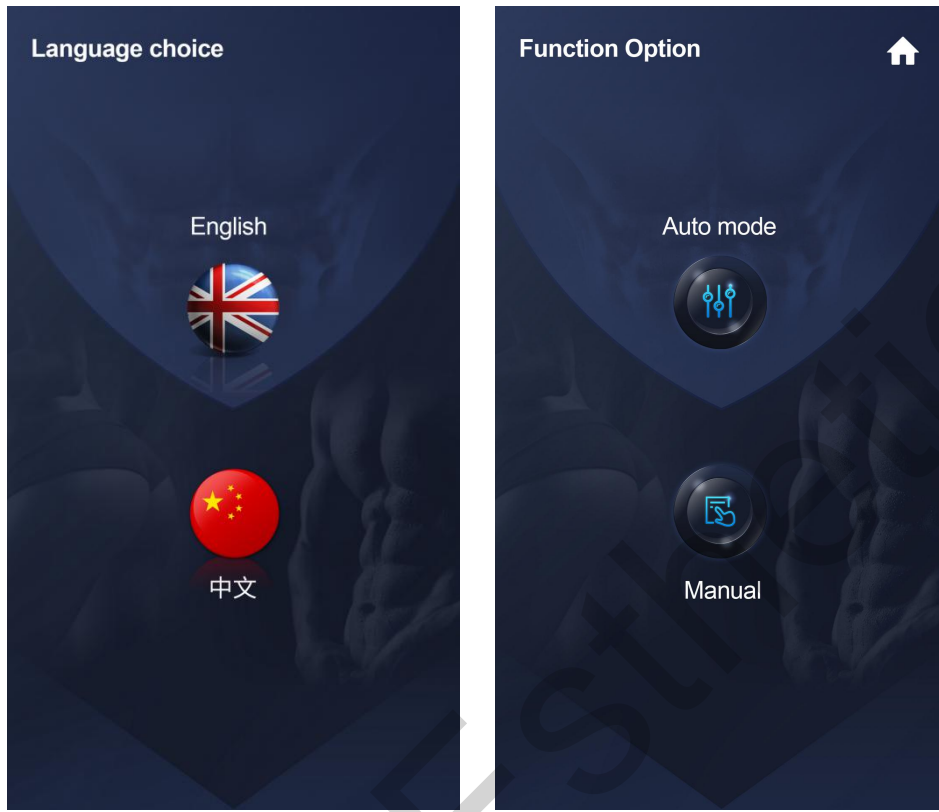 Language choice
English
中文
Function Option
Auto mode
Manual